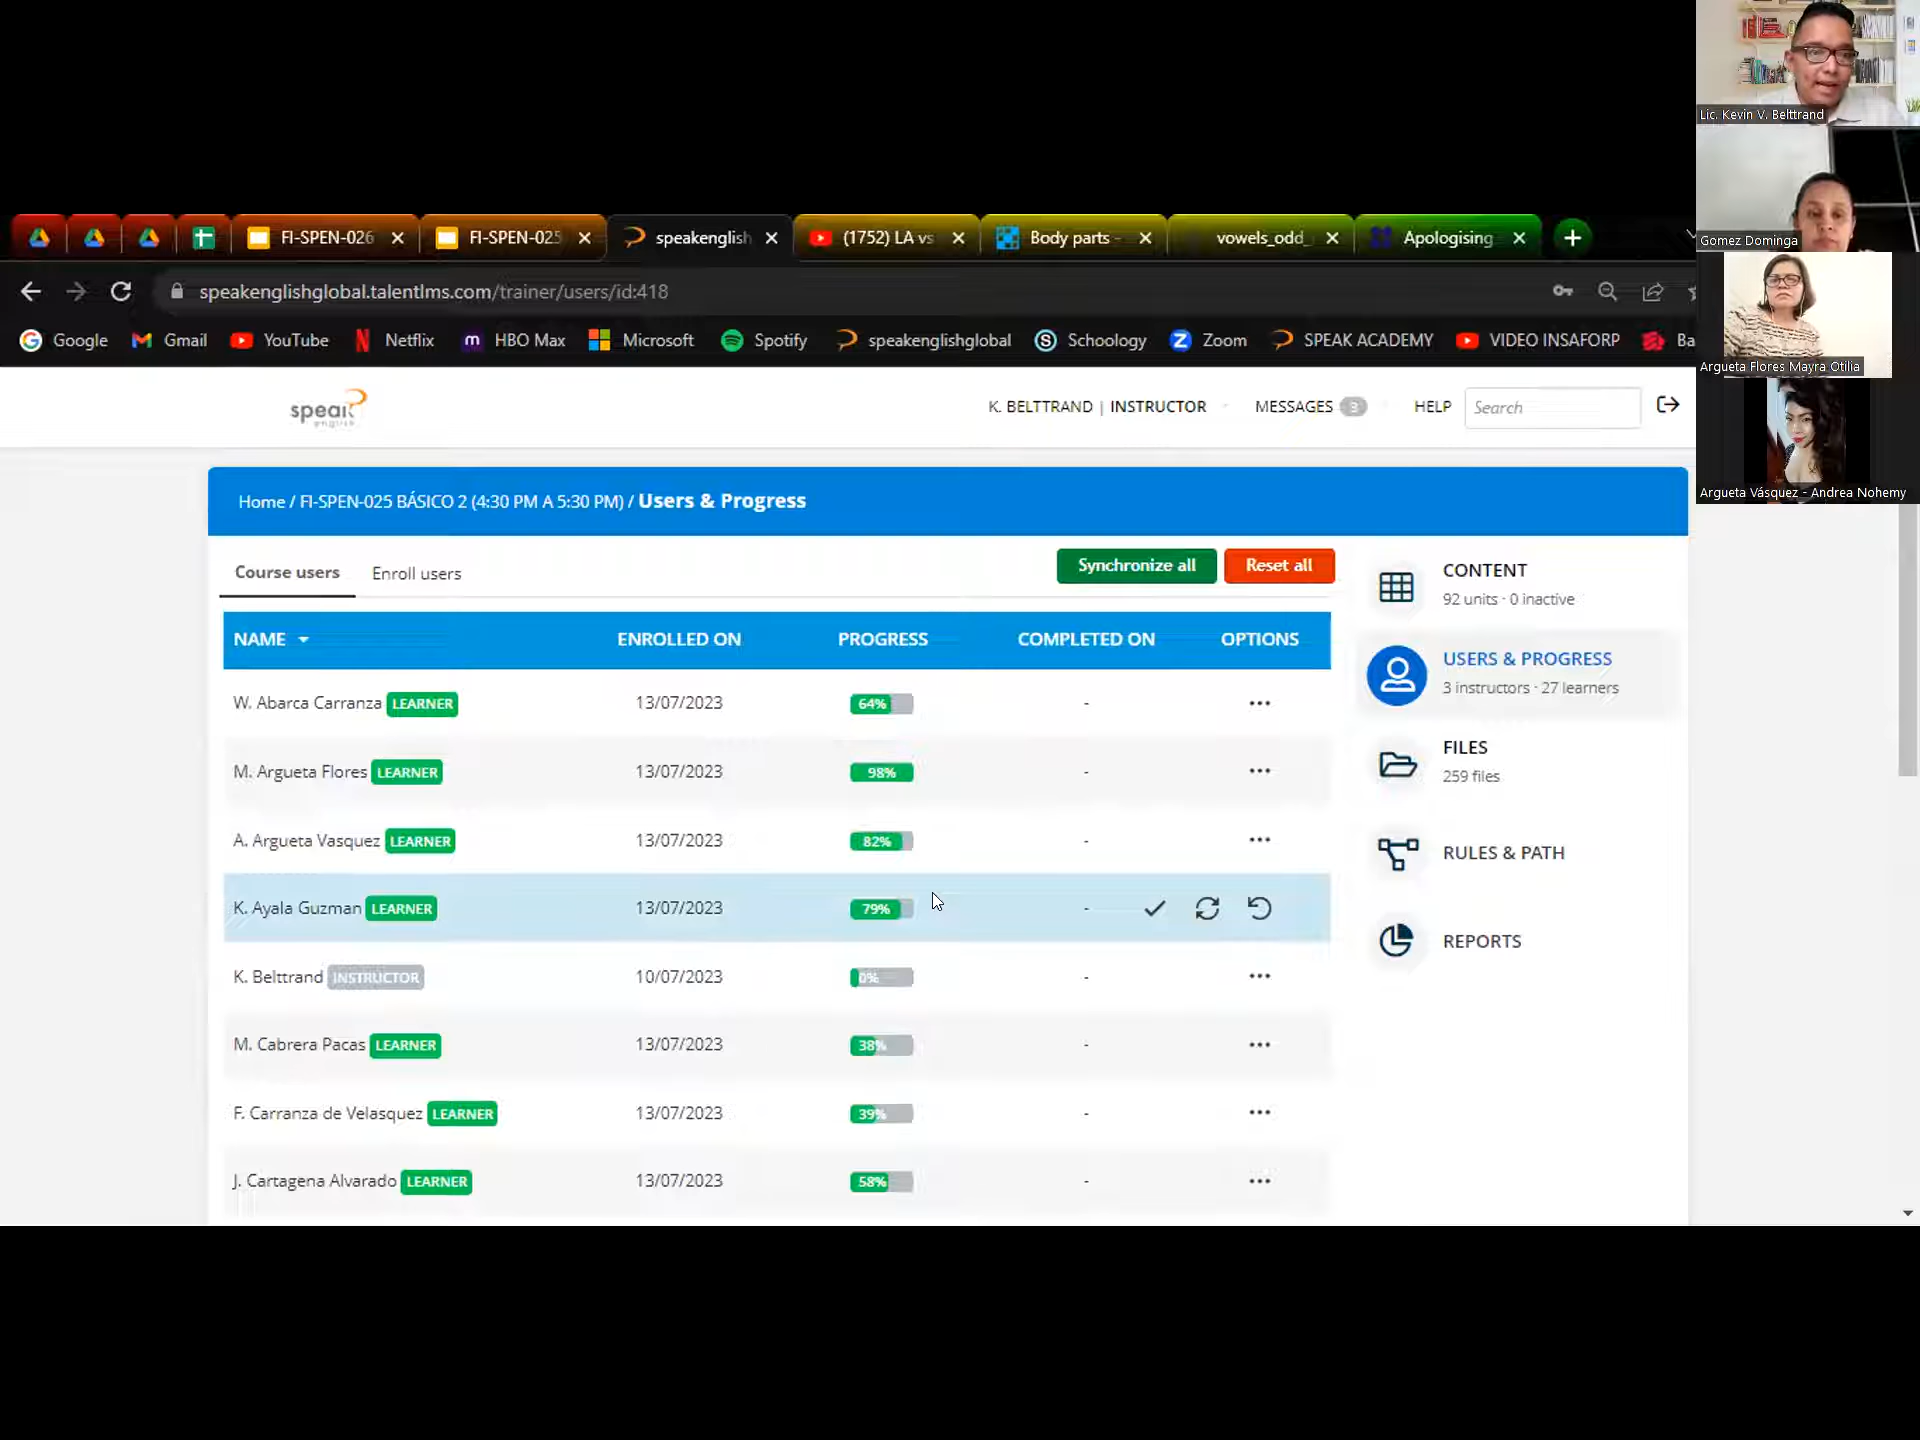 Lic. Kevin V. Belttrand
Gomez Dominga
Argueta Flores Mayra Otilia
Argueta Vásquez - Andrea Nohemy
FI-SPEN-026
FI-SPEN-025
speakenglish
(1752) LA vs
Body parts -
vowels_odd_
Apologising
speakenglishglobal.talentlms.com/trainer/users/id:418
Google
Gmail
YouTube
Netflix
HBO Max
Microsoft
Spotify
speakenglishglobal
Schoology
Zoom
SPEAK ACADEMY
VIDEO INSAFORP
Ba
speak
english
K. BELTTRAND | INSTRUCTOR
MESSAGES 3
HELP
Search
Home / FI-SPEN-025 BÁSICO 2 (4:30 PM A 5:30 PM) / Users & Progress
Course users
Enroll users
Synchronize all
Reset all
NAME ENROLLED ON PROGRESS COMPLETED ON OPTIONS
W. Abarca Carranza LEARNER 13/07/2023 64% - ...
M. Argueta Flores LEARNER 13/07/2023 98% - ...
A. Argueta Vasquez LEARNER 13/07/2023 82% - ...
K. Ayala Guzman LEARNER 13/07/2023 79% -
K. Belttrand INSTRUCTOR 10/07/2023 0% - ...
M. Cabrera Pacas LEARNER 13/07/2023 38% - ...
F. Carranza de Velasquez LEARNER 13/07/2023 39% - ...
J. Cartagena Alvarado LEARNER 13/07/2023 58% - ...
CONTENT
92 units · 0 inactive
USERS & PROGRESS
3 instructors · 27 learners
FILES
259 files
RULES & PATH
REPORTS